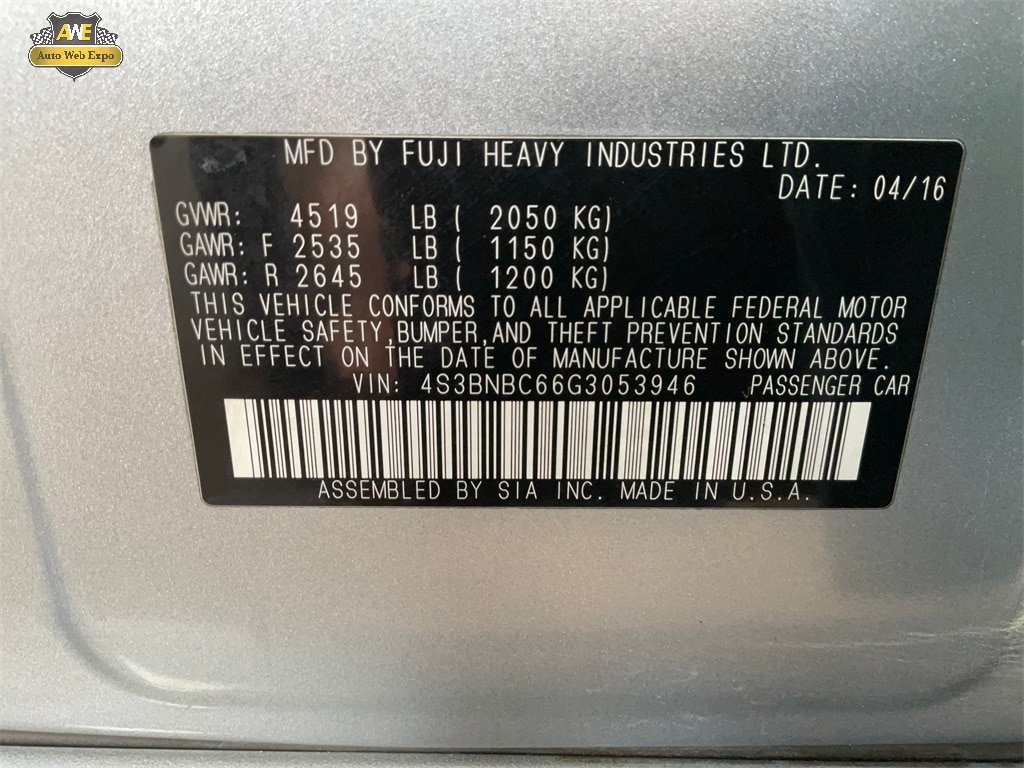 AWE
Auto Web Expo
MFD BY FUJI HEAVY INDUSTRIES LTD.
DATE: 04/16
GVWR: 4519 LB ( 2050 KG)
GAWR: F 2535 LB ( 1150 KG)
GAWR: R 2645 LB ( 1200 KG)
THIS VEHICLE CONFORMS TO ALL APPLICABLE FEDERAL MOTOR
VEHICLE SAFETY,BUMPER,AND THEFT PREVENTION STANDARDS
IN EFFECT ON THE DATE OF MANUFACTURE SHOWN ABOVE.
VIN: 4S3BNBC66G3053946 PASSENGER CAR
ASSEMBLED BY SIA INC. MADE IN U.S.A.